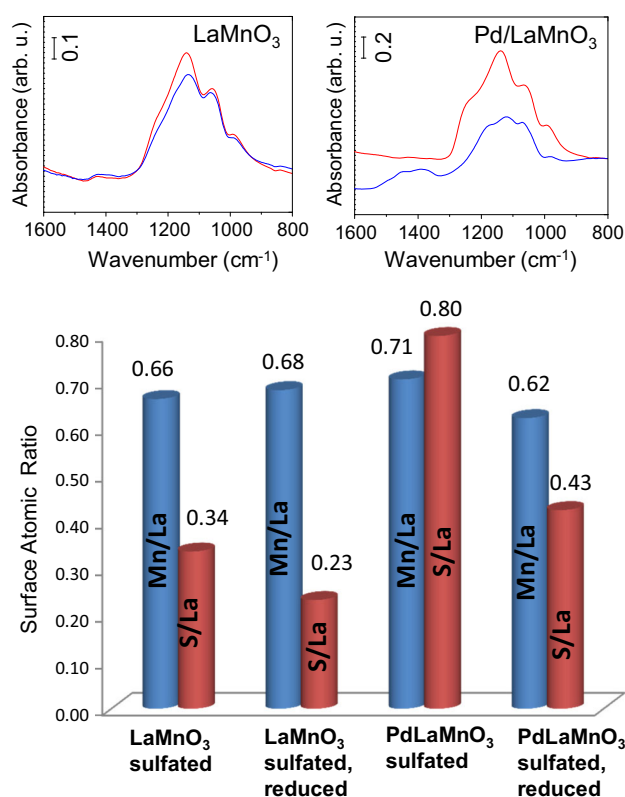 LaMnO₃
0.1
Absorbance (arb. u.)
1600 1400 1200 1000 800
Wavenumber (cm⁻¹)
Pd/LaMnO₃
0.2
Absorbance (arb. u.)
1600 1400 1200 1000 800
Wavenumber (cm⁻¹)
Surface Atomic Ratio
0.80
0.70
0.60
0.50
0.40
0.30
0.20
0.10
0.00
0.66
0.34
0.68
0.23
0.71
0.80
0.62
0.43
Mn/La
S/La
Mn/La
S/La
Mn/La
S/La
Mn/La
S/La
LaMnO₃
sulfated
LaMnO₃
sulfated,
reduced
PdLaMnO₃
sulfated
PdLaMnO₃
sulfated,
reduced